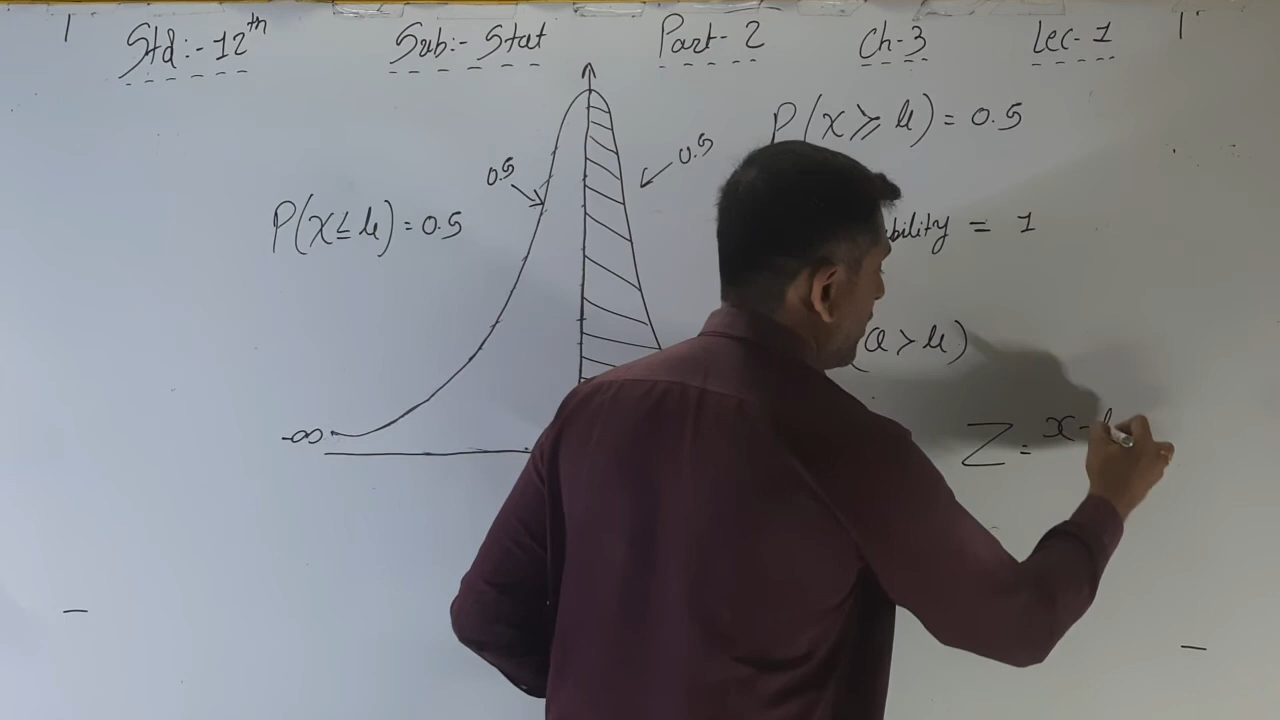 Std:- 12th Sub:- Stat Part- 2 Ch-3 Lec-1
P(x ≥ μ) = 0.5
0.5
0.5
P(x ≤ μ) = 0.5
= 1
(a > μ)
Z = x -
-∞